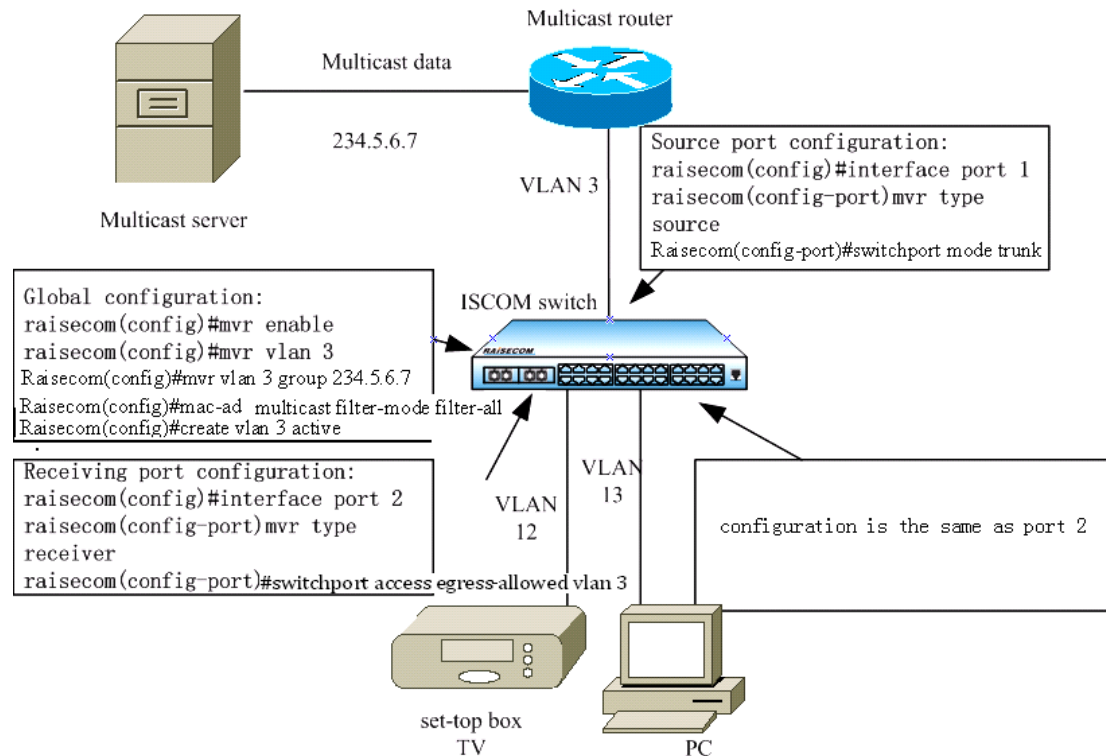 Multicast router
Multicast data
234.5.6.7
Multicast server
VLAN 3
Source port configuration:
raisecom(config)#interface port 1
raisecom(config-port)mvr type
source
Raisecom(config-port)#switchport mode trunk
Global configuration:
raisecom(config)#mvr enable
raisecom(config)#mvr vlan 3
Raisecom(config)#mvr vlan 3 group 234.5.6.7
Raisecom(config)#mac-ad multicast filter-mode filter-all
Raisecom(config)#create vlan 3 active
ISCOM switch
RAISECOM
Receiving port configuration:
raisecom(config)#interface port 2
raisecom(config-port)mvr type
receiver
raisecom(config-port)#switchport access egress-allowed vlan 3
VLAN
12
VLAN
13
configuration is the same as port 2
set-top box
TV
PC